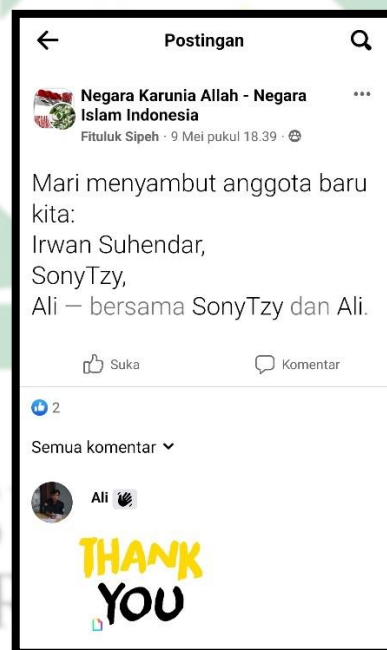 Postingan
Negara Karunia Allah - Negara
Islam Indonesia
Fituluk Sipeh · 9 Mei pukul 18.39 ·
Mari menyambut anggota baru
kita:
Irwan Suhendar,
SonyTzy,
Ali — bersama SonyTzy dan Ali.
Suka
Komentar
2
Semua komentar
Ali
THANK
YOU